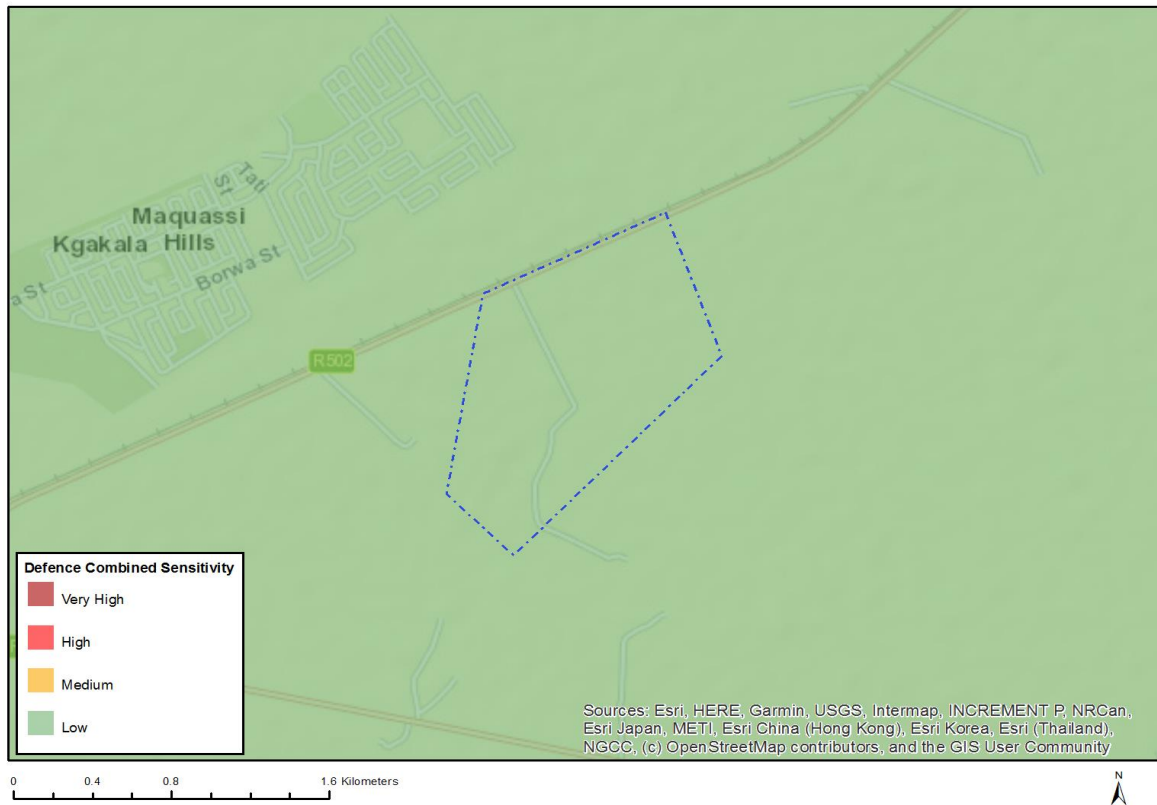 Tati
St
Maquassi
Kgakala Hills
Borwa St
a St
R502
Defence Combined Sensitivity
Very High
High
Medium
Low
Sources: Esri, HERE, Garmin, USGS, Intermap, INCREMENT P, NRCan,
Esri Japan, METI, Esri China (Hong Kong), Esri Korea, Esri (Thailand),
NGCC, (c) OpenStreetMap contributors, and the GIS User Community
0 0.4 0.8 1.6 Kilometers
N